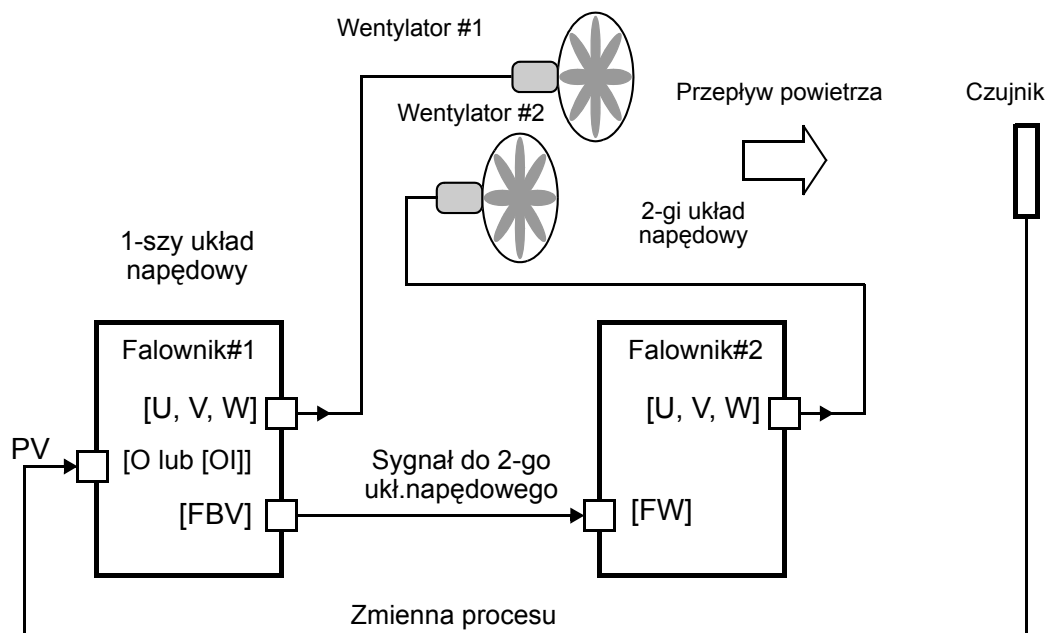 Wentylator #1
Wentylator #2
Przepływ powietrza
Czujnik
2-gi układ
napędowy
1-szy układ
napędowy
Falownik#1
[U, V, W]
PV
[O lub [OI]]
[FBV]
Sygnał do 2-go
ukł.napędowego
Falownik#2
[U, V, W]
[FW]
Zmienna procesu